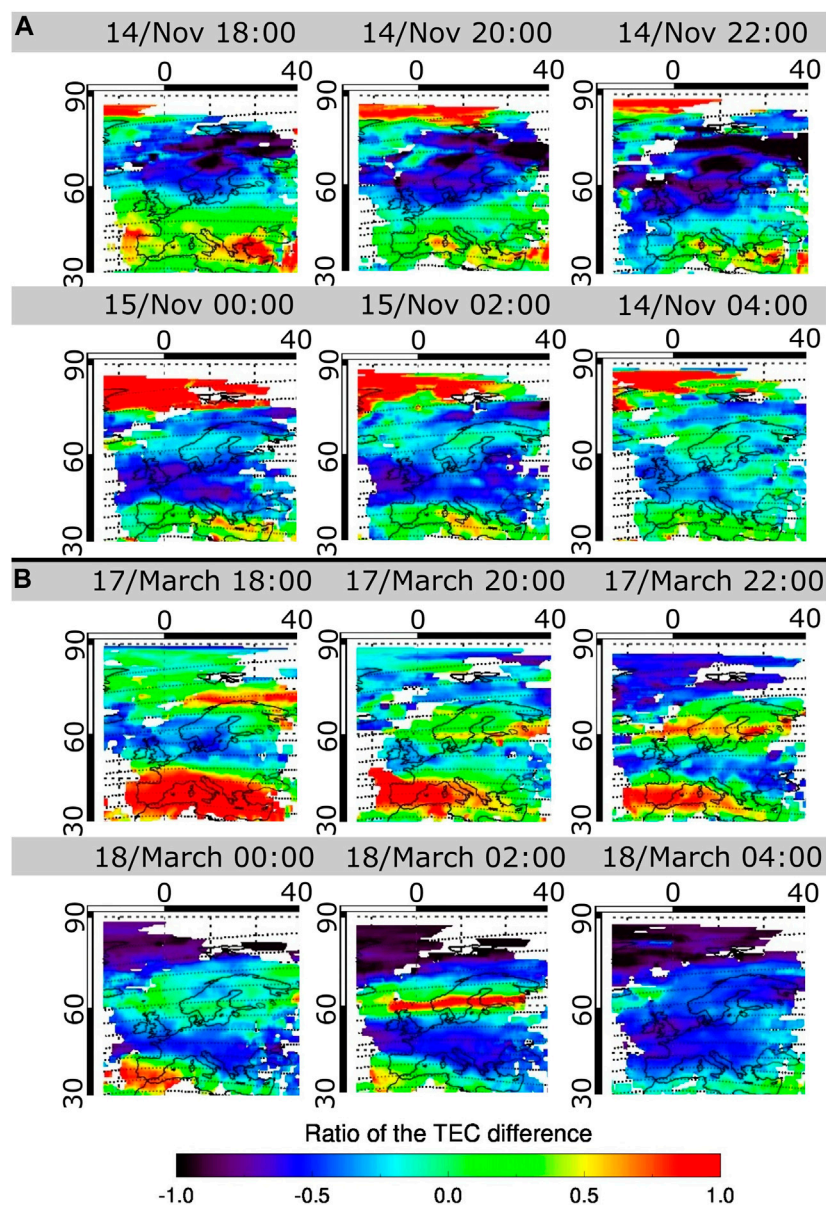 A
14/Nov 18:00 14/Nov 20:00 14/Nov 22:00
0 40 0 40 0 40
90 90 90
60 60 60
30 30 30
15/Nov 00:00 15/Nov 02:00 14/Nov 04:00
0 40 0 40 0 40
90 90 90
60 60 60
30 30 30
B
17/March 18:00 17/March 20:00 17/March 22:00
0 40 0 40 0 40
90 90 90
60 60 60
30 30 30
18/March 00:00 18/March 02:00 18/March 04:00
0 40 0 40 0 40
90 90 90
60 60 60
30 30 30
Ratio of the TEC difference
-1.0 -0.5 0.0 0.5 1.0